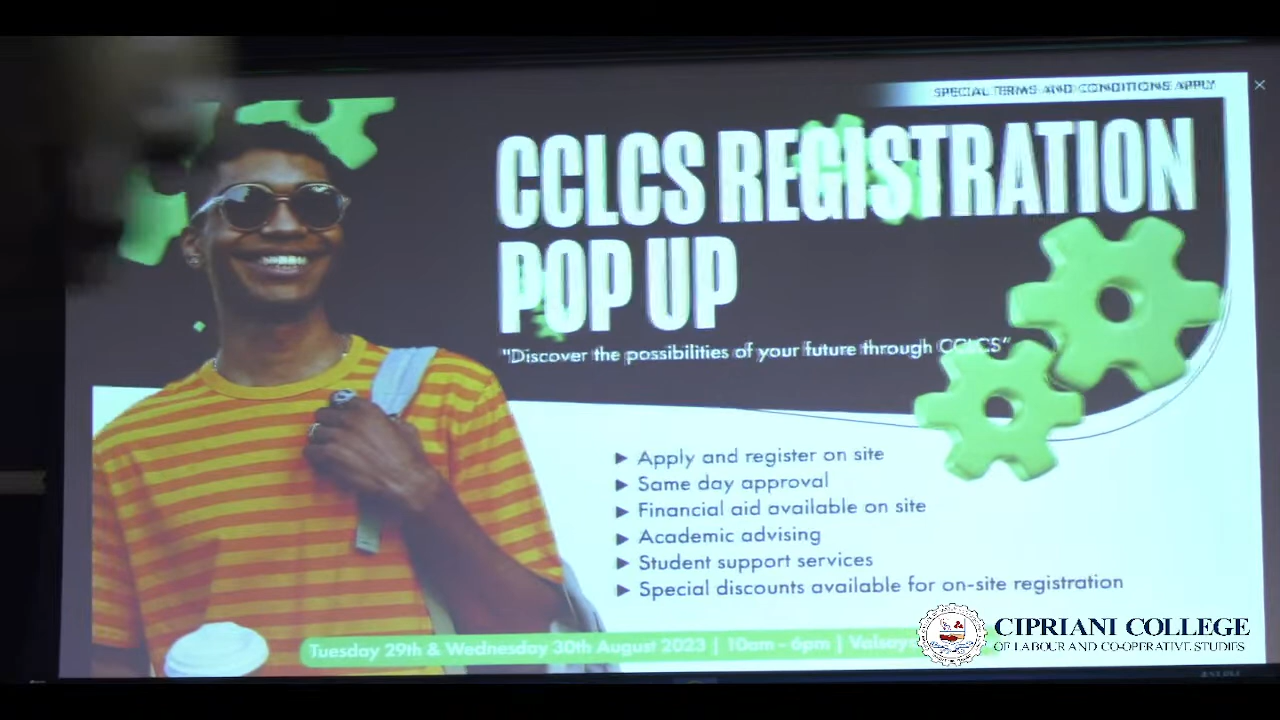 SPECIAL TERMS AND CONDITIONS APPLY
CCLCS REGISTRATION
POP UP
"Discover the possibilities of your future through CCLCS"
▶ Apply and register on site
▶ Same day approval
▶ Financial aid available on site
▶ Academic advising
▶ Student support services
▶ Special discounts available for on-site registration
Tuesday 29th & Wednesday 30th August 2023 | 10am - 6pm |
CIPRIANI COLLEGE
OF LABOUR AND CO-OPERATIVE STUDIES